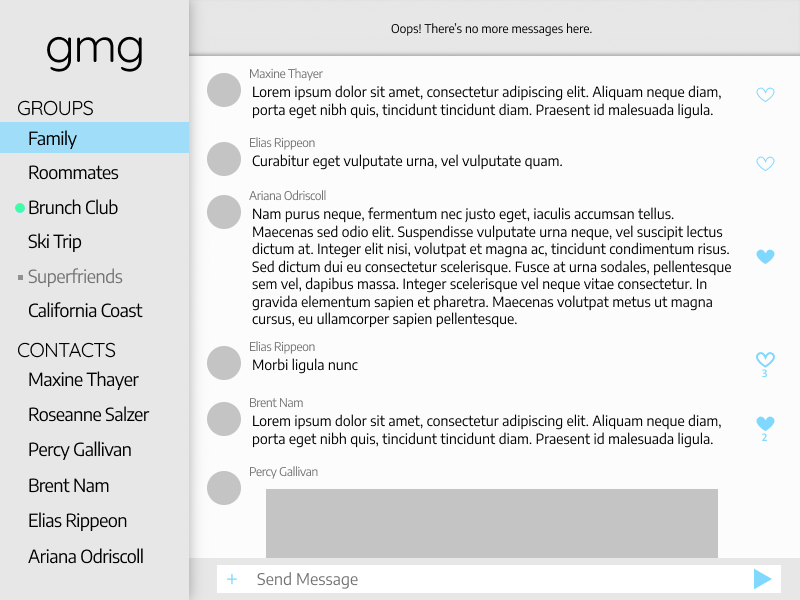 gmg
GROUPS
Family
Roommates
Brunch Club
Ski Trip
Superfriends
California Coast
CONTACTS
Maxine Thayer
Roseanne Salzer
Percy Gallivan
Brent Nam
Elias Rippeon
Ariana Odriscoll
Oops! There's no more messages here.
Maxine Thayer
Lorem ipsum dolor sit amet, consectetur adipiscing elit. Aliquam neque diam,
porta eget nibh quis, tincidunt tincidunt diam. Praesent id malesuada ligula.
Elias Rippeon
Curabitur eget vulputate urna, vel vulputate quam.
Ariana Odriscoll
Nam purus neque, fermentum nec justo eget, iaculis accumsan tellus.
Maecenas sed odio elit. Suspendisse vulputate urna neque, vel suscipit lectus
dictum at. Integer elit nisi, volutpat et magna ac, tincidunt condimentum risus.
Sed dictum dui eu consectetur scelerisque. Fusce at urna sodales, pellentesque
sem vel, dapibus massa. Integer scelerisque vel neque vitae consectetur. In
gravida elementum sapien et pharetra. Maecenas volutpat metus ut magna
cursus, eu ullamcorper sapien pellentesque.
Elias Rippeon
Morbi ligula nunc
3
Brent Nam
Lorem ipsum dolor sit amet, consectetur adipiscing elit. Aliquam neque diam,
porta eget nibh quis, tincidunt tincidunt diam. Praesent id malesuada ligula.
2
Percy Gallivan
+ Send Message